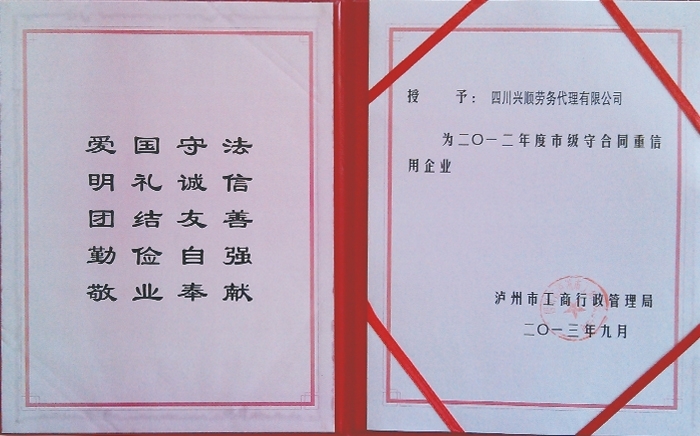 爱国守法
明礼诚信
团结友善
勤俭自强
敬业奉献
授 予：四川兴顺劳务代理有限公司
为二〇一二年度市级守合同重信
用企业
泸州市工商行政管理局
二〇一三年九月